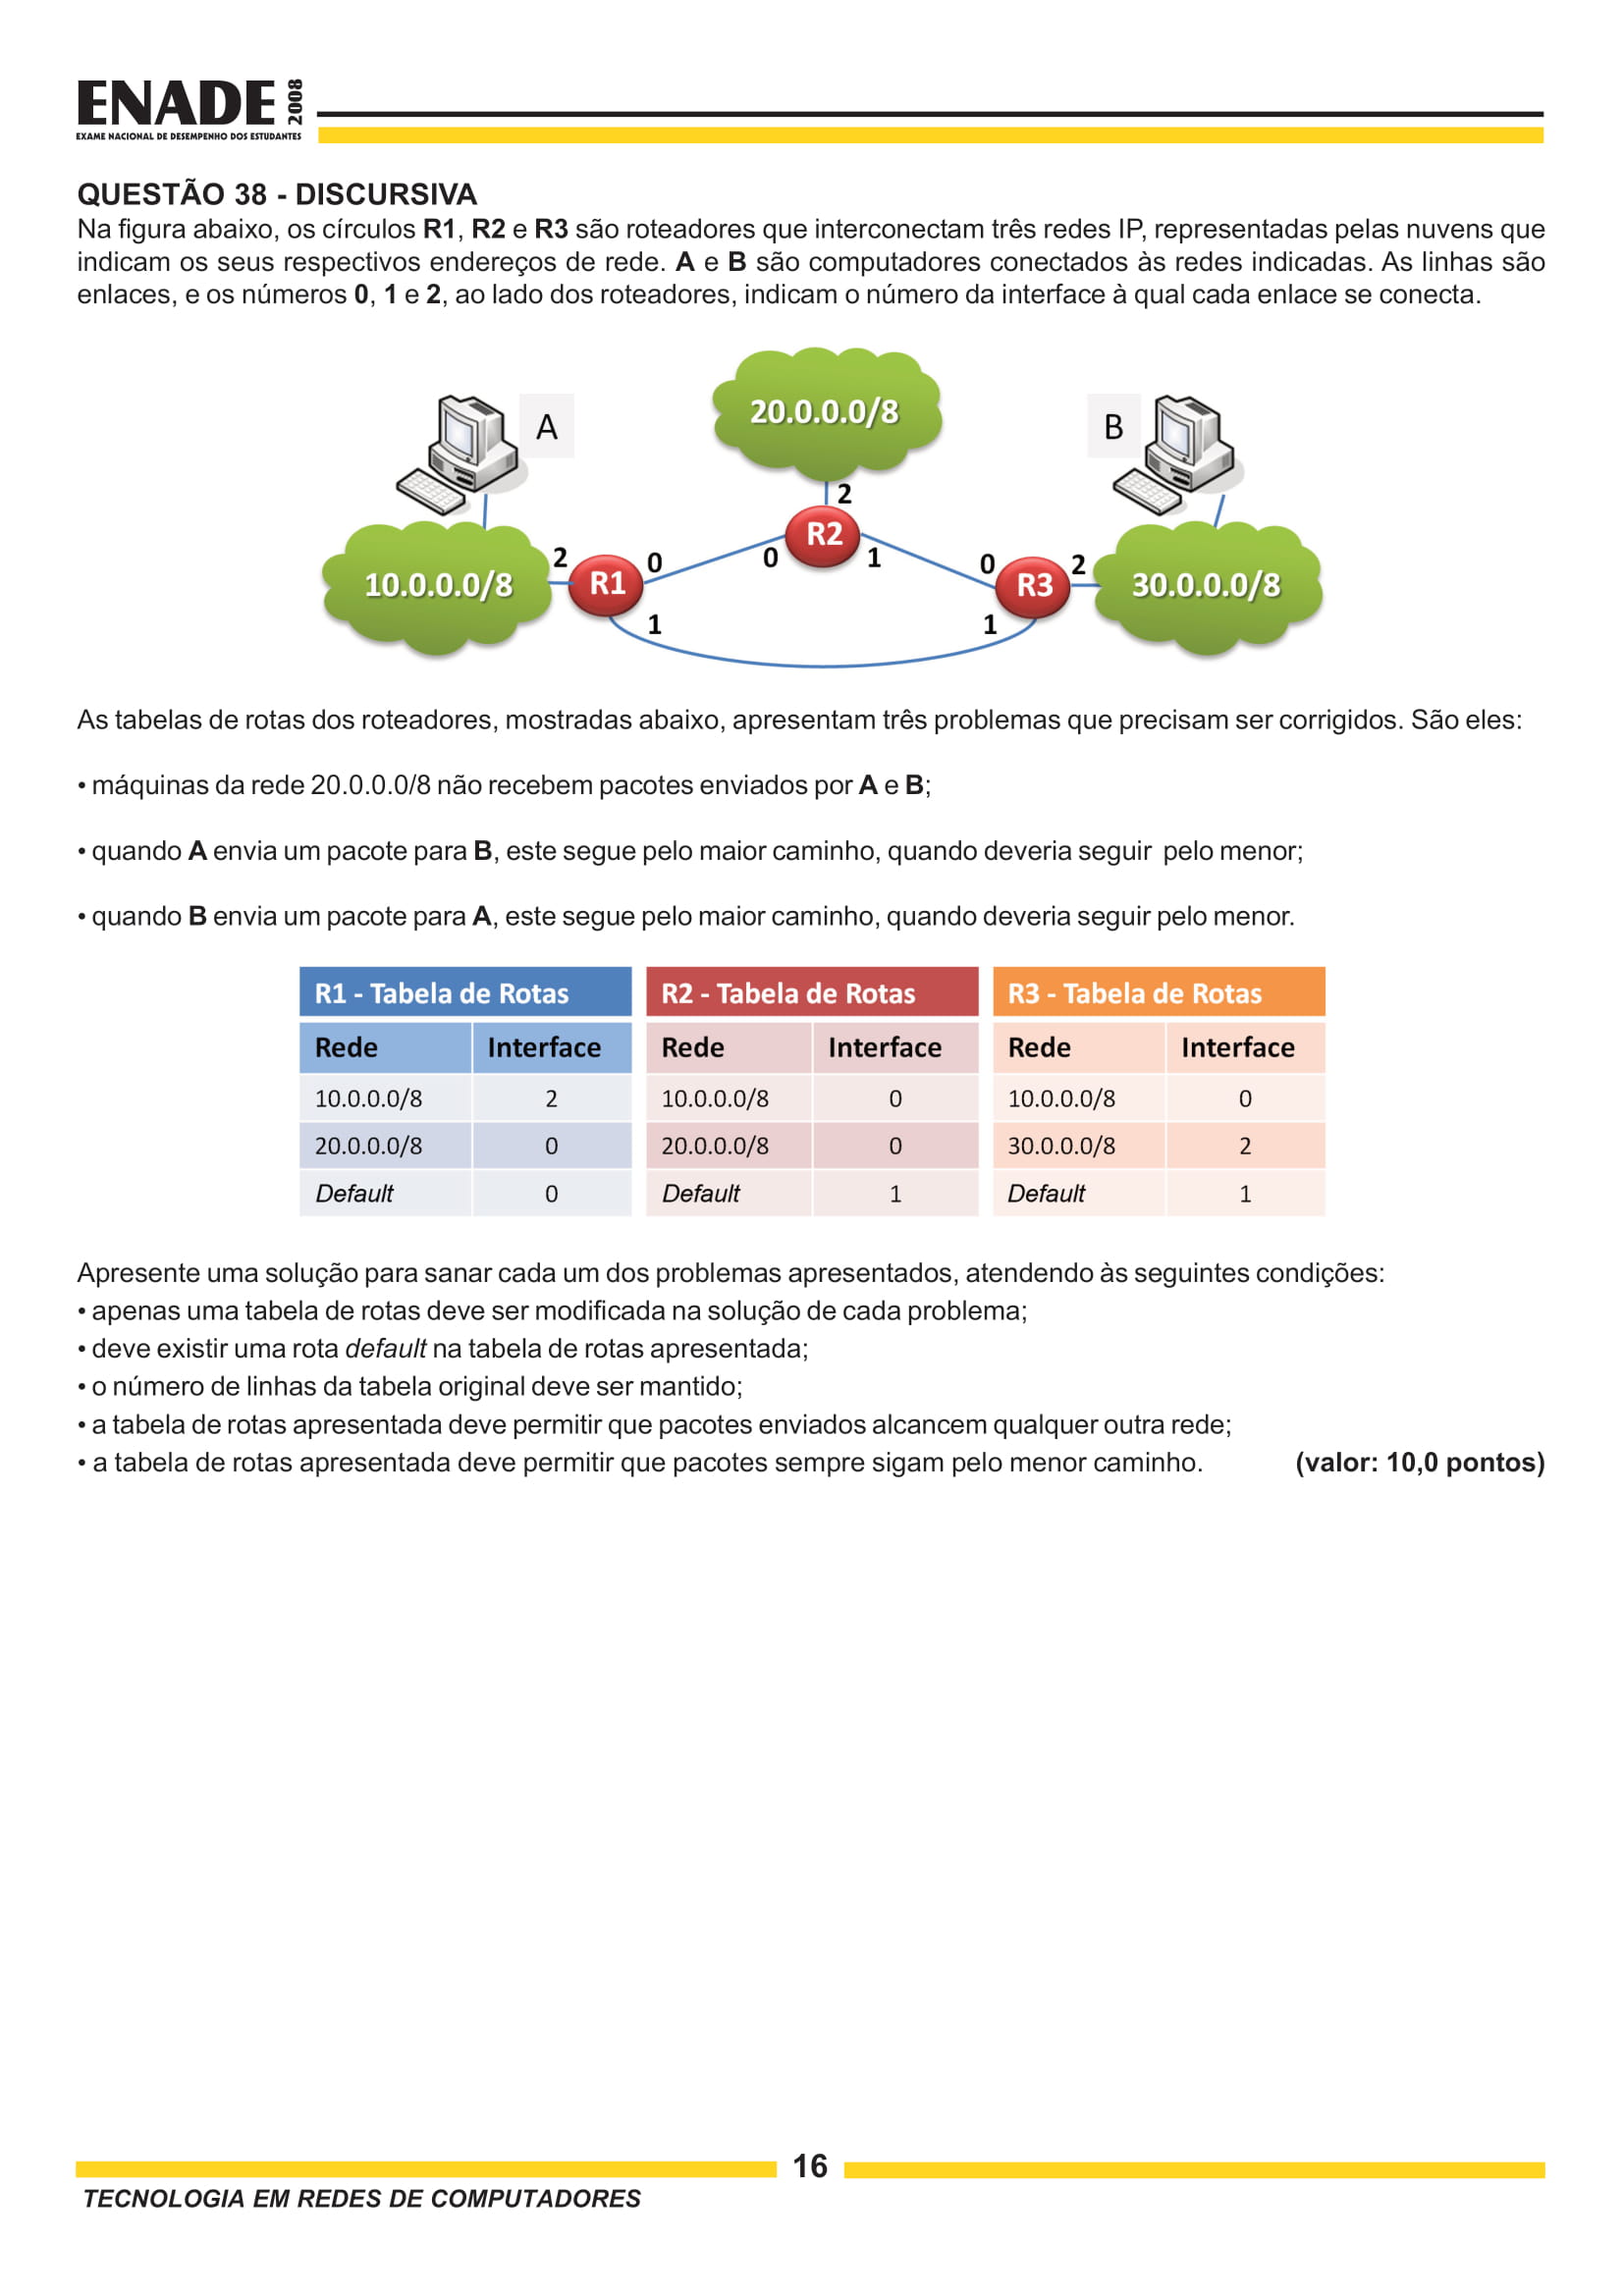 ENADE 2008
EXAME NACIONAL DE DESEMPENHO DOS ESTUDANTES
QUESTÃO 38 - DISCURSIVA
Na figura abaixo, os círculos R1, R2 e R3 são roteadores que interconectam três redes IP, representadas pelas nuvens que
indicam os seus respectivos endereços de rede. A e B são computadores conectados às redes indicadas. As linhas são
enlaces, e os números 0, 1 e 2, ao lado dos roteadores, indicam o número da interface à qual cada enlace se conecta.
A
20.0.0.0/8
B
2
R2
0
1
10.0.0.0/8
2
R1
0
1
0
R3
2
1
30.0.0.0/8
As tabelas de rotas dos roteadores, mostradas abaixo, apresentam três problemas que precisam ser corrigidos. São eles:
• máquinas da rede 20.0.0.0/8 não recebem pacotes enviados por A e B;
• quando A envia um pacote para B, este segue pelo maior caminho, quando deveria seguir pelo menor;
• quando B envia um pacote para A, este segue pelo maior caminho, quando deveria seguir pelo menor.
R1 - Tabela de Rotas R2 - Tabela de Rotas R3 - Tabela de Rotas
Rede Interface Rede Interface Rede Interface
10.0.0.0/8 2 10.0.0.0/8 0 10.0.0.0/8 0
20.0.0.0/8 0 20.0.0.0/8 0 30.0.0.0/8 2
Default 0 Default 1 Default 1
Apresente uma solução para sanar cada um dos problemas apresentados, atendendo às seguintes condições:
• apenas uma tabela de rotas deve ser modificada na solução de cada problema;
• deve existir uma rota default na tabela de rotas apresentada;
• o número de linhas da tabela original deve ser mantido;
• a tabela de rotas apresentada deve permitir que pacotes enviados alcancem qualquer outra rede;
• a tabela de rotas apresentada deve permitir que pacotes sempre sigam pelo menor caminho. (valor: 10,0 pontos)
16
TECNOLOGIA EM REDES DE COMPUTADORES